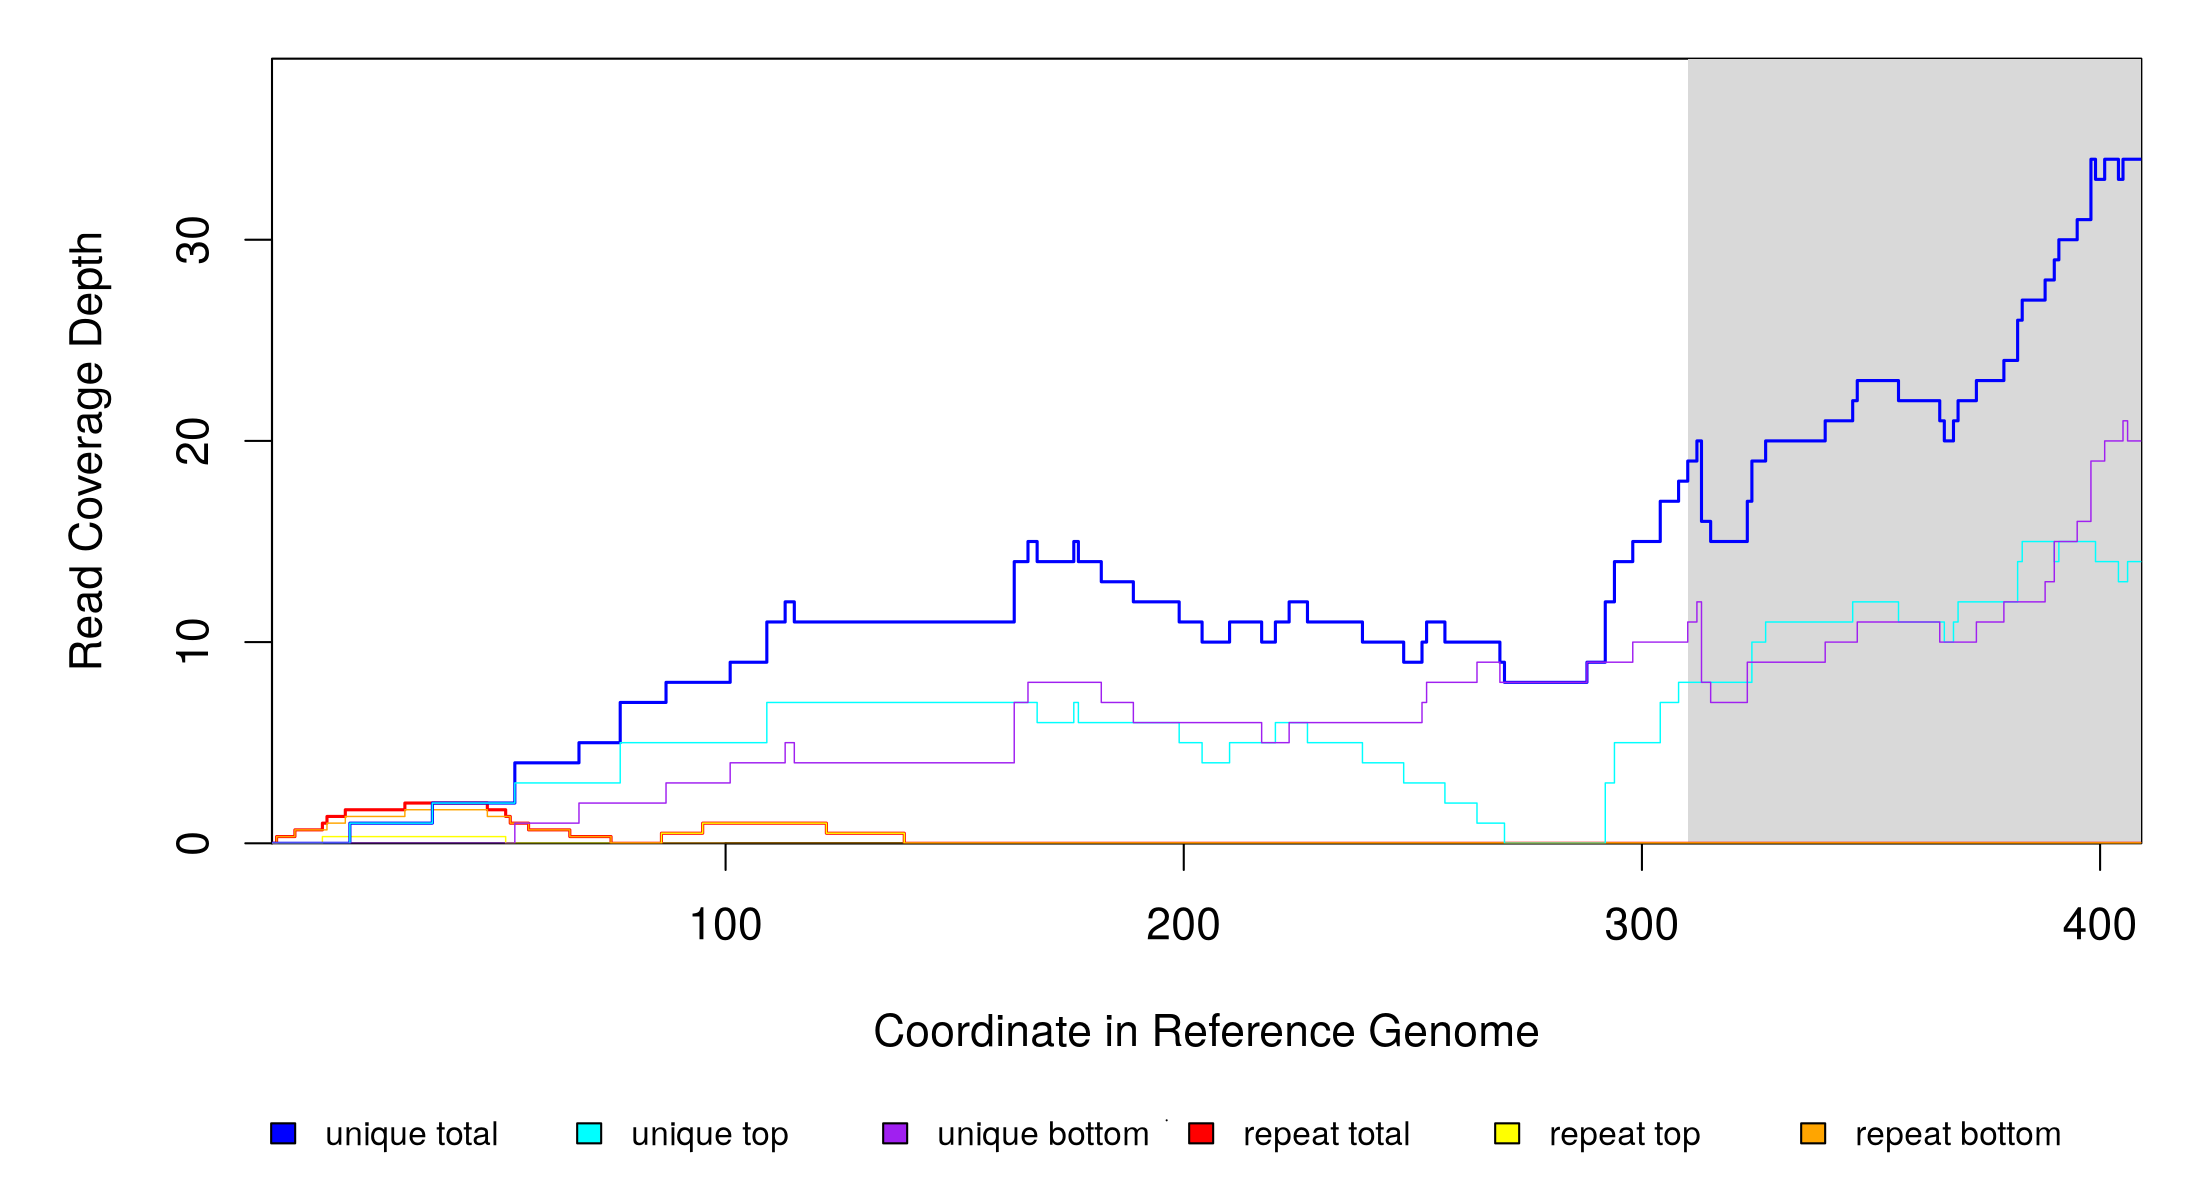 Read Coverage Depth
30
20
10
0
100 200 300 400
Coordinate in Reference Genome
unique total unique top unique bottom repeat total repeat top repeat bottom